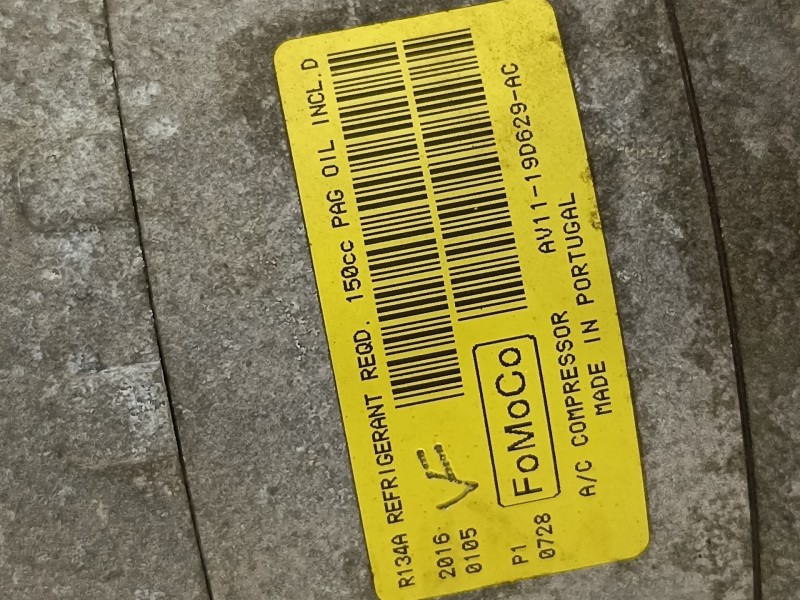 R134A REFRIGERANT REQD. 150cc PAG OIL INCL.D
2016
0105
V
P1
0728
FoMoCo
AV11-19D629-AC
A/C COMPRESSOR
MADE IN PORTUGAL